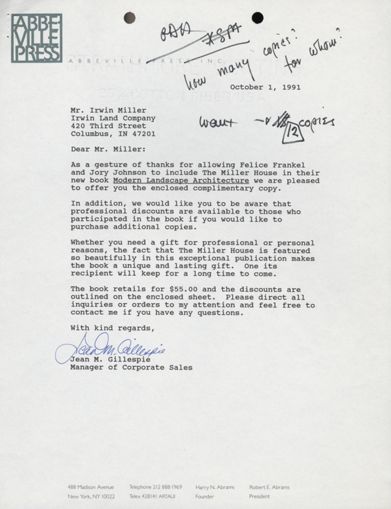 ABBE
VILLE
PRESS
ABBEVILLE PRESS INC.
how many copies? for whom?
October 1, 1991
want 12 copies
Mr. Irwin Miller
Irwin Land Company
420 Third Street
Columbus, IN 47201
Dear Mr. Miller:
As a gesture of thanks for allowing Felice Frankel
and Jory Johnson to include The Miller House in their
new book Modern Landscape Architecture we are pleased
to offer you the enclosed complimentary copy.
In addition, we would like you to be aware that
professional discounts are available to those who
participated in the book if you would like to
purchase additional copies.
Whether you need a gift for professional or personal
reasons, the fact that The Miller House is featured
so beautifully in this exceptional publication makes
the book a unique and lasting gift. One its
recipient will keep for a long time to come.
The book retails for $55.00 and the discounts are
outlined on the enclosed sheet. Please direct all
inquiries or orders to my attention and feel free to
contact me if you have any questions.
With kind regards,
Jean M. Gillespie
Jean M. Gillespie
Manager of Corporate Sales
488 Madison Avenue Telephone 212 888-1969 Harry N. Abrams Robert E. Abrams
New York, NY 10022 Telex 428141 ARTALB Founder President